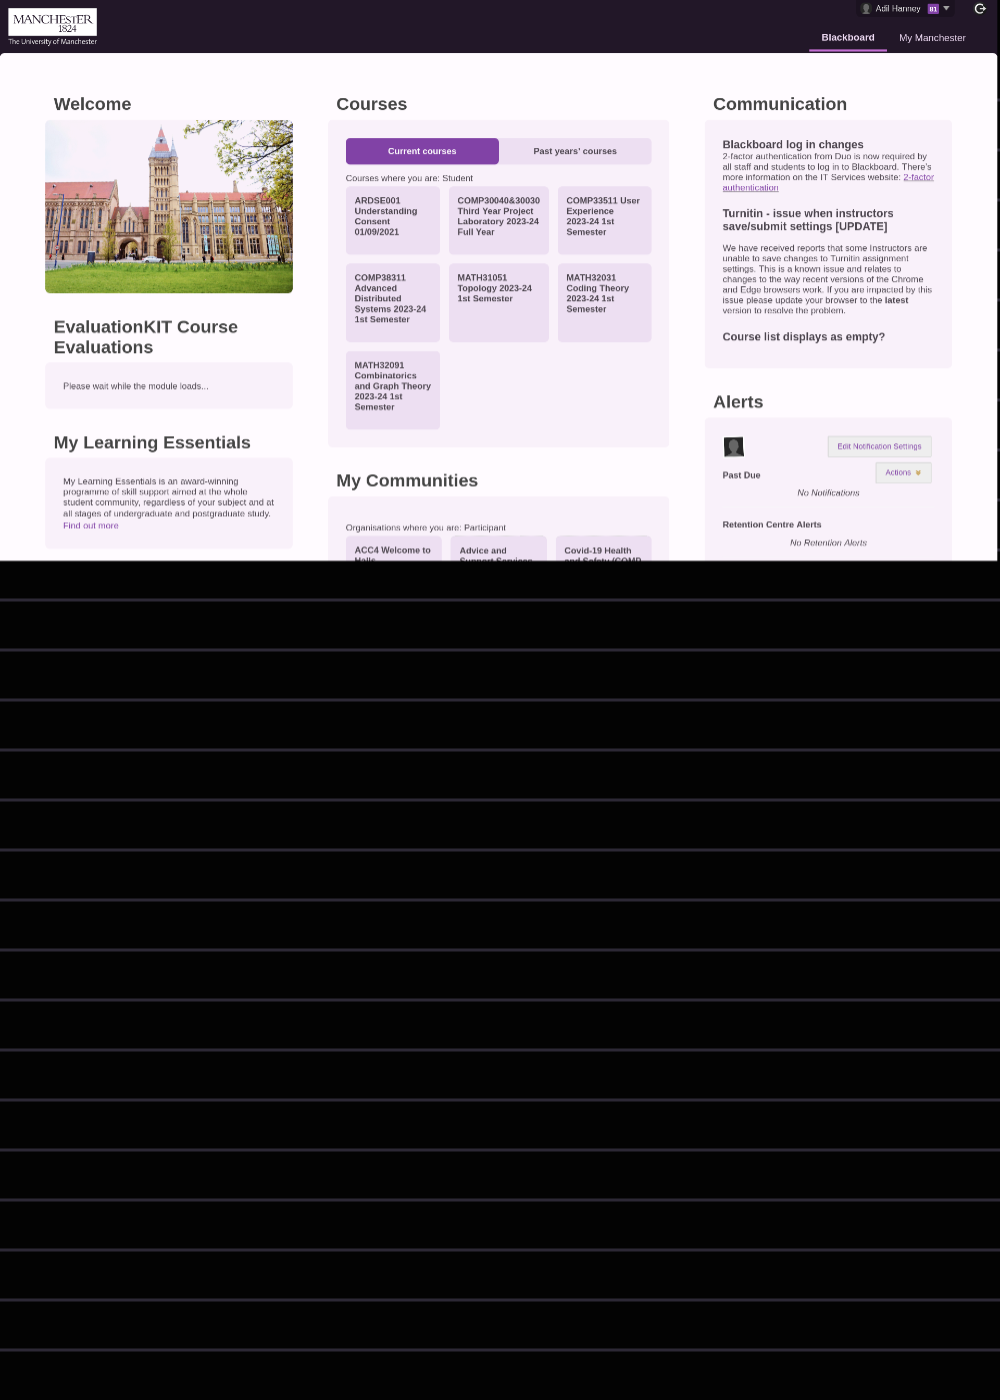 MANCHESTER
1824
The University of Manchester
Adil Hanney 81
Blackboard
My Manchester
Welcome
EvaluationKIT Course
Evaluations
Please wait while the module loads...
My Learning Essentials
My Learning Essentials is an award-winning
programme of skill support aimed at the whole
student community, regardless of your subject and at
all stages of undergraduate and postgraduate study.
Find out more
Courses
Current courses
Past years' courses
Courses where you are: Student
ARDSE001
Understanding
Consent
01/09/2021
COMP30040&30030
Third Year Project
Laboratory 2023-24
Full Year
COMP33511 User
Experience
2023-24 1st
Semester
COMP38311
Advanced
Distributed
Systems 2023-24
1st Semester
MATH31051
Topology 2023-24
1st Semester
MATH32031
Coding Theory
2023-24 1st
Semester
MATH32091
Combinatorics
and Graph Theory
2023-24 1st
Semester
My Communities
Organisations where you are: Participant
ACC4 Welcome to
Halls
Advice and
Support Services
Covid-19 Health
and Safety (COMP
Communication
Blackboard log in changes
2-factor authentication from Duo is now required by
all staff and students to log in to Blackboard. There's
more information on the IT Services website: 2-factor
authentication
Turnitin - issue when instructors
save/submit settings [UPDATE]
We have received reports that some Instructors are
unable to save changes to Turnitin assignment
settings. This is a known issue and relates to
changes to the way recent versions of the Chrome
and Edge browsers work. If you are impacted by this
issue please update your browser to the latest
version to resolve the problem.
Course list displays as empty?
Alerts
Edit Notification Settings
Actions
Past Due
No Notifications
Retention Centre Alerts
No Retention Alerts